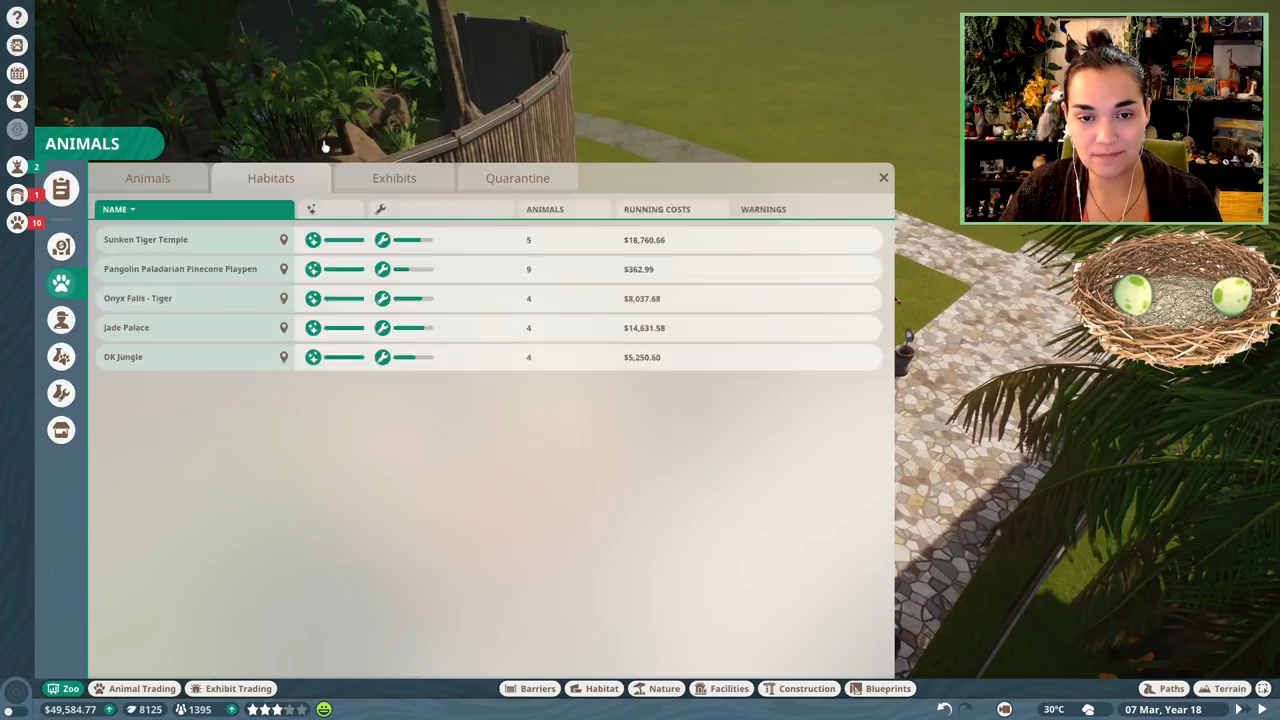 ANIMALS
2
1
10
Animals Habitats Exhibits Quarantine
NAME ANIMALS RUNNING COSTS WARNINGS
Sunken Tiger Temple 5 $18,760.66
Pangolin Paladarian Pinecone Playpen 9 $362.99
Onyx Falls - Tiger 4 $8,037.68
Jade Palace 4 $14,631.58
DK Jungle 4 $5,250.60
Zoo Animal Trading Exhibit Trading Barriers Habitat Nature Facilities Construction Blueprints Paths Terrain
$49,584.77 8125 1395 30°C 07 Mar, Year 18